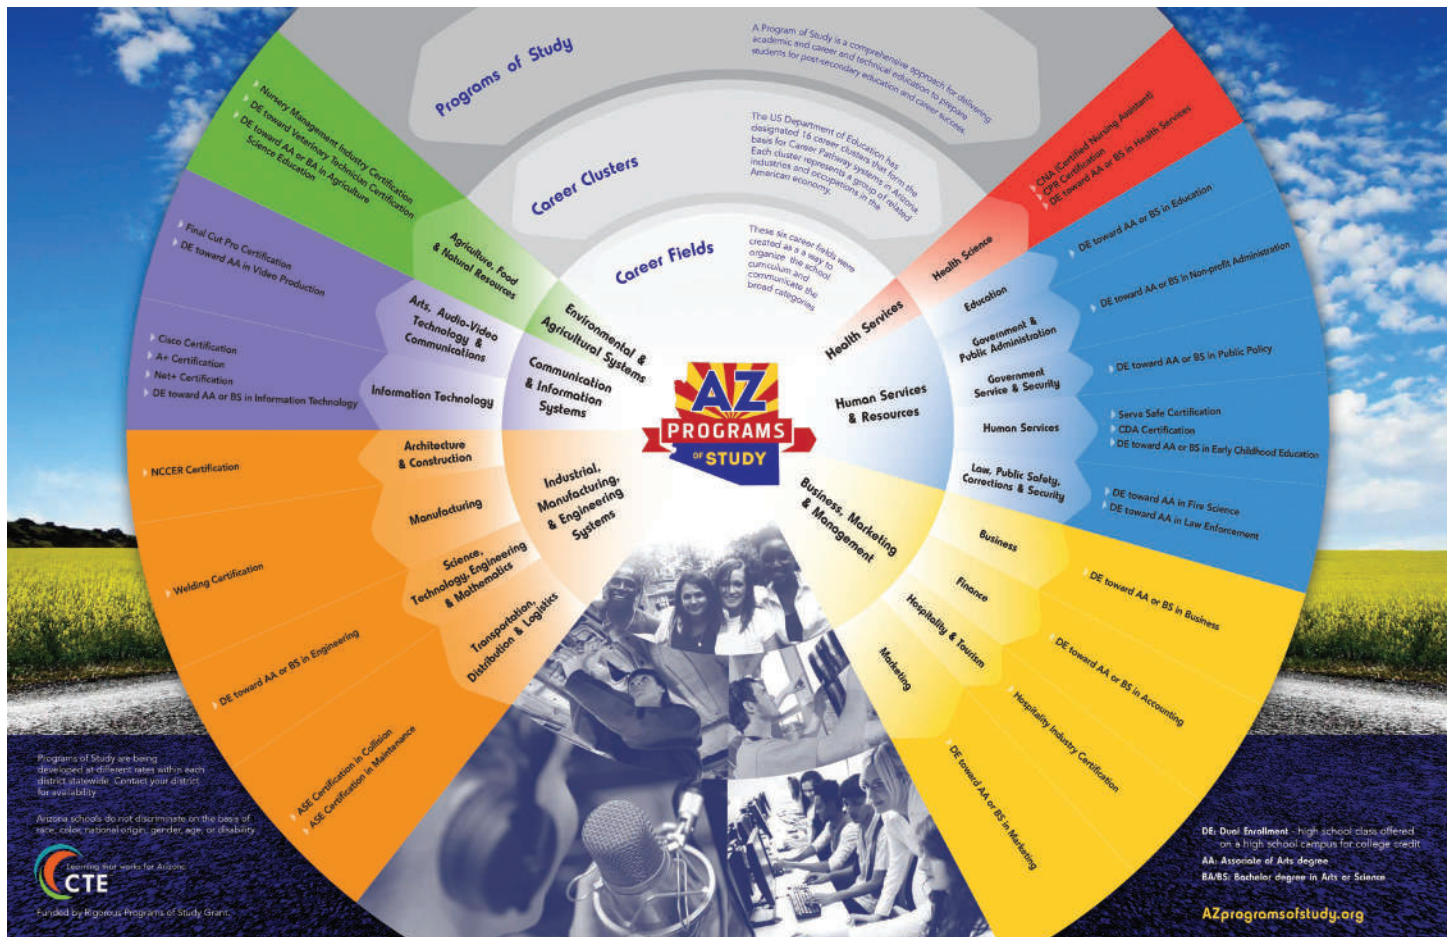 Programs of Study
A Program of Study is a comprehensive approach for delivering
academic and career and technical education to prepare
students for post-secondary education and career success.
Career Clusters
The US Department of Education has
designated 16 career clusters that form the
basis for Career Pathway systems in Arizona.
Each cluster represents a group of related
industries and occupations in the
American economy.
Career Fields
These six career fields were
created as a a way to
organize the school
curriculum and
communicate the
broad categories
Nursery Management Industry Certification
DE toward Veterinary Technician Certification
DE toward AA or BA in Agriculture
Science Education
Agriculture, Food
& Natural Resources
Environmental &
Agricultural Systems
Final Cut Pro Certification
DE toward AA in Video Production
Arts, Audio-Video
Technology &
Communications
Cisco Certification
A+ Certification
Net+ Certification
DE toward AA or BS in Information Technology
Information Technology
Communication
& Information
Systems
NCCER Certification
Architecture
& Construction
Welding Certification
Manufacturing
DE toward AA or BS in Engineering
Science,
Technology, Engineering
& Mathematics
ASE Certification in Collision
ASE Certification in Maintanance
Transportation,
Distribution & Logistics
Industrial,
Manufacturing,
& Engineering
Systems
AZ
PROGRAMS
OF STUDY
Health Services
Health Science
CNA (Certified Nursing Assistant)
CPR Certification
DE toward AA or BS in Health Services
Human Services
& Resources
Education
DE toward AA or BS in Education
Government &
Public Administration
DE toward AA or BS in Non-profit Administration
Government
Service & Security
DE toward AA or BS in Public Policy
Human Services
Serve Safe Certification
CDA Certification
DE toward AA or BS in Early Childhood Education
Law, Public Safety,
Corrections & Security
DE toward AA in Fire Science
DE toward AA in Law Enforcement
Business, Marketing
& Management
Business
DE toward AA or BS in Business
Finance
DE toward AA or BS in Accounting
Hospitality & Tourism
Hospitality Industry Certification
Marketing
DE toward AA or BS in Marketing
Programs of Study are being
developed at different rates within each
district statewide. Contact your district
for availability
Arizona schools do not discriminate on the basis of
race, color, national origin, gender, age, or disability
Learning that works for Arizona
CTE
Funded by Rigorous Programs of Study Grant.
DE: Dual Enrollment - high school class offered
on a high school campus for college credit
AA: Associate of Arts degree
BA/BS: Bachelor degree in Arts or Science
AZprogramsofstudy.org